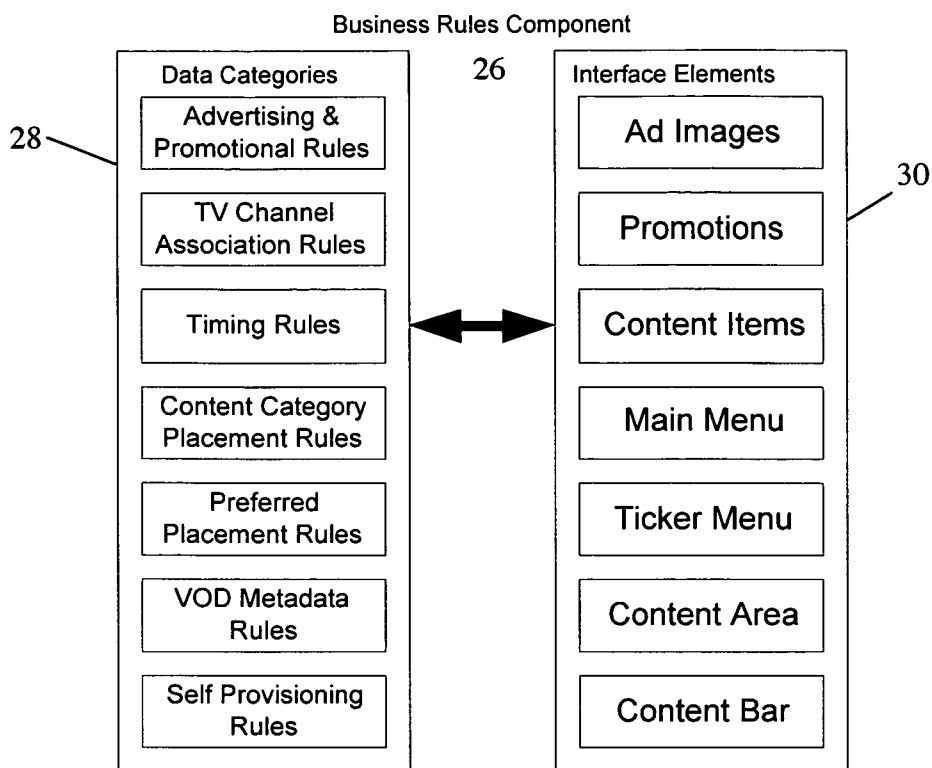 Business Rules Component
26
28
Data Categories
Advertising &
Promotional Rules
TV Channel
Association Rules
Timing Rules
Content Category
Placement Rules
Preferred
Placement Rules
VOD Metadata
Rules
Self Provisioning
Rules
30
Interface Elements
Ad Images
Promotions
Content Items
Main Menu
Ticker Menu
Content Area
Content Bar